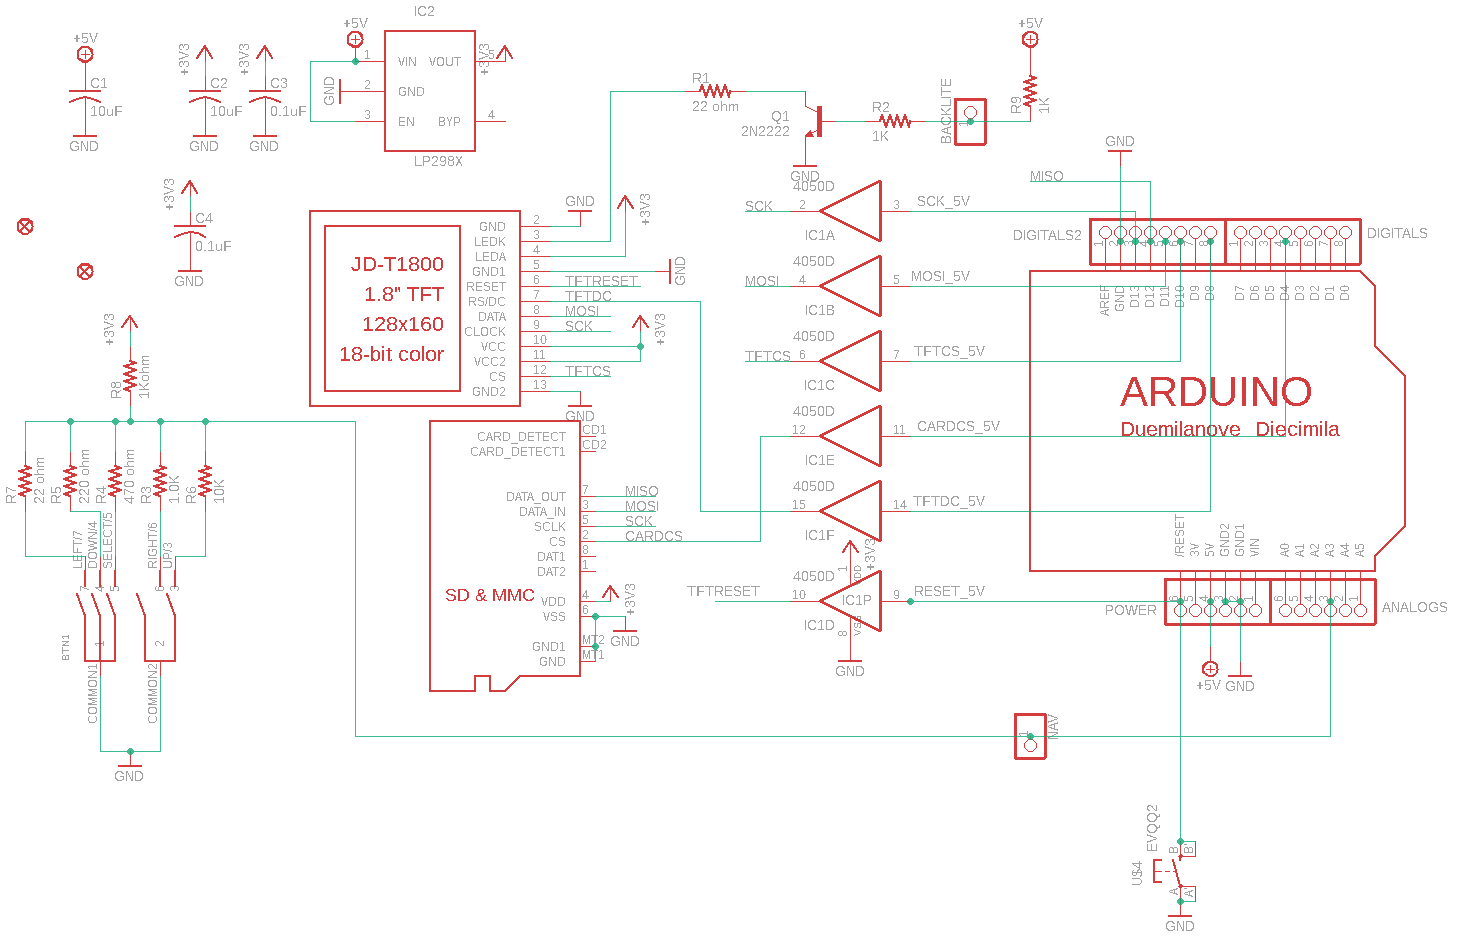 IC2
+5V
+5V
+3V3
+3V3
+3V3
+5V
C1
10uF
GND
C2
10uF
GND
C3
0.1uF
GND
1
VIN
VOUT
5
2
GND
GND
3
EN
BYP
4
LP298X
R1
22 ohm
Q1
2N2222
GND
R2
1K
BACKLITE
1
R9
1K
+3V3
C4
0.1uF
GND
JD-T1800
1.8" TFT
128x160
18-bit color
GND 2
LEDK 3
LEDA 4
GND1 5
RESET 6 TFTRESET
RS/DC 7 TFTDC
DATA 8 MOSI
CLOCK 9 SCK
VCC 10
VCC2 11
CS 12 TFTCS
GND2 13
GND
+3V3
GND
+3V3
GND
4050D
SCK 2 3 SCK_5V
IC1A
4050D
MOSI 4 5 MOSI_5V
IC1B
4050D
TFTCS 6 7 TFTCS_5V
IC1C
4050D
12 11 CARDCS_5V
IC1E
4050D
15 14 TFTDC_5V
IC1F
+3V3
4050D
1
VDD
TFTRESET 10 IC1P 9 RESET_5V
IC1D
8
VSS
GND
GND
MISO
DIGITALS2
1 2 3 4 5 6 7 8
1 2 3 4 5 6 7 8
DIGITALS
AREF GND D13 D12 D11 D10 D9 D8
D7 D6 D5 D4 D3 D2 D1 D0
ARDUINO
Duemilanove Diecimila
/RESET 3V 5V GND2 GND1 VIN
A0 A1 A2 A3 A4 A5
POWER
6 5 4 3 2 1
6 5 4 3 2 1
ANALOGS
+5V
GND
CARD_DETECT CD1
CARD_DETECT1 CD2
DATA_OUT 7 MISO
DATA_IN 3 MOSI
SCLK 5 SCK
CS 2 CARDCS
DAT1 8
DAT2 1
SD & MMC
VDD 4
VSS 6
GND1 MT2
GND MT1
+3V3
GND
+3V3
R8
1Kohm
R7
22 ohm
R5
220 ohm
R4
470 ohm
R3
1.0K
R6
10K
LEFT/7
DOWN/4
SELECT/5
RIGHT/6
UP/3
7 4 5 6 3
BTN1
1
2
COMMON1
COMMON2
GND
1
NAV
EVQQ2
B B'
A A'
GND